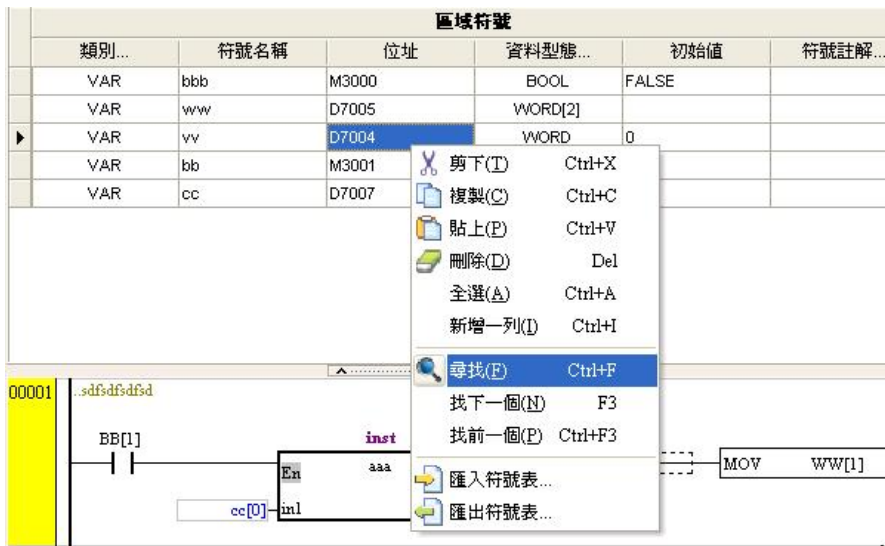 區域符號
類別... 符號名稱 位址 資料型態... 初始值 符號註解...
VAR bbb M3000 BOOL FALSE
VAR ww D7005 WORD[2]
VAR vv D7004 WORD 0
VAR bb M3001
VAR cc D7007
剪下(T) Ctrl+X
複製(C) Ctrl+C
貼上(P) Ctrl+V
刪除(D) Del
全選(A) Ctrl+A
新增一列(I) Ctrl+I
尋找(F) Ctrl+F
找下一個(N) F3
找前一個(P) Ctrl+F3
匯入符號表...
匯出符號表...
00001 ..sdfsdfsdfsd
BB[1] inst
En aaa MOV WW[1]
cc[0] in1